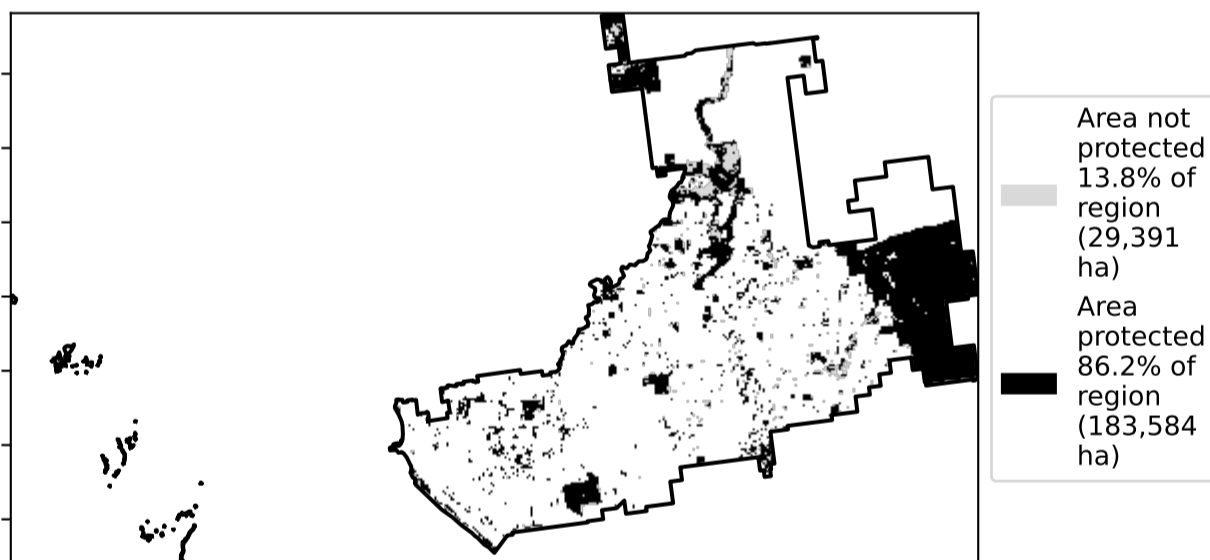 Area not
protected
13.8% of
region
(29,391
ha)
Area
protected
86.2% of
region
(183,584
ha)